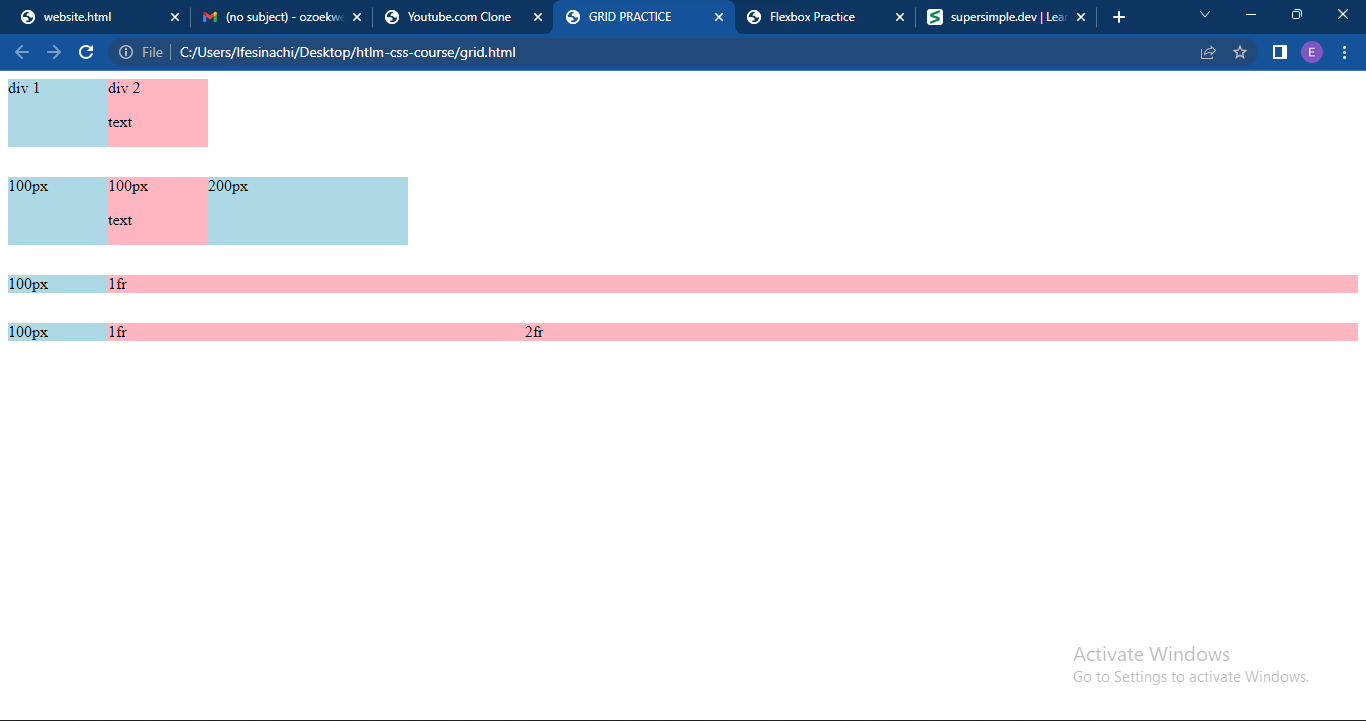 website.html
(no subject) - ozoekwe
Youtube.com Clone
GRID PRACTICE
Flexbox Practice
supersimple.dev | Lear
File
C:/Users/Ifesinachi/Desktop/htlm-css-course/grid.html
E
div 1 div 2
text
100px 100px 200px
text
100px 1fr
100px 1fr 2fr
Activate Windows
Go to Settings to activate Windows.